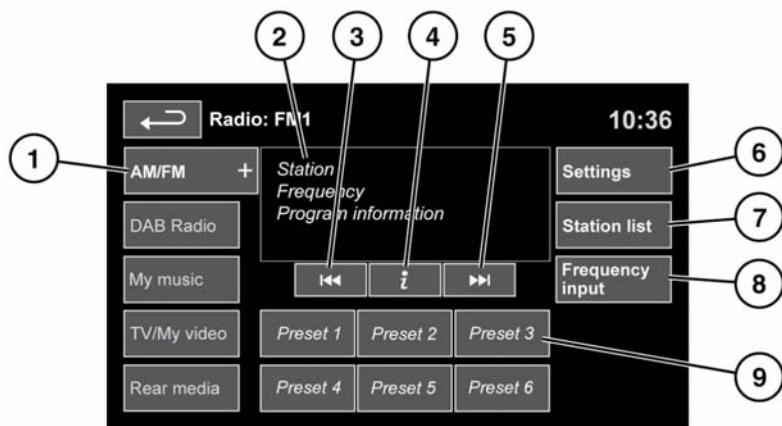 2
3
4
5
Radio: FM1
10:36
1
AM/FM +
Station
Frequency
Program information
Settings
6
DAB Radio
Station list
7
My music
i
Frequency
input
8
TV/My video
Preset 1
Preset 2
Preset 3
9
Rear media
Preset 4
Preset 5
Preset 6